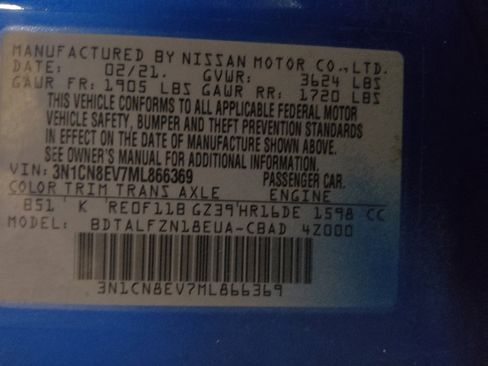 MANUFACTURED BY NISSAN MOTOR CO.,LTD.
DATE: 02/21. GVWR: 3624 LBS
GAWR FR: 1905 LBS GAWR RR: 1720 LBS
THIS VEHICLE CONFORMS TO ALL APPLICABLE FEDERAL MOTOR
VEHICLE SAFETY, BUMPER AND THEFT PREVENTION STANDARDS
IN EFFECT ON THE DATE OF MANUFACTURE SHOWN ABOVE.
SEE OWNER'S MANUAL FOR ADDITIONAL INFORMATION.
VIN: 3N1CN8EV7ML866369 PASSENGER CAR.
COLOR TRIM TRANS AXLE ENGINE
B51 K RE0F11B GZ39 HR16DE 1598 CC
MODEL: BDTALFZN18EUA-CBAD 4Z000
3N1CN8EV7ML866369